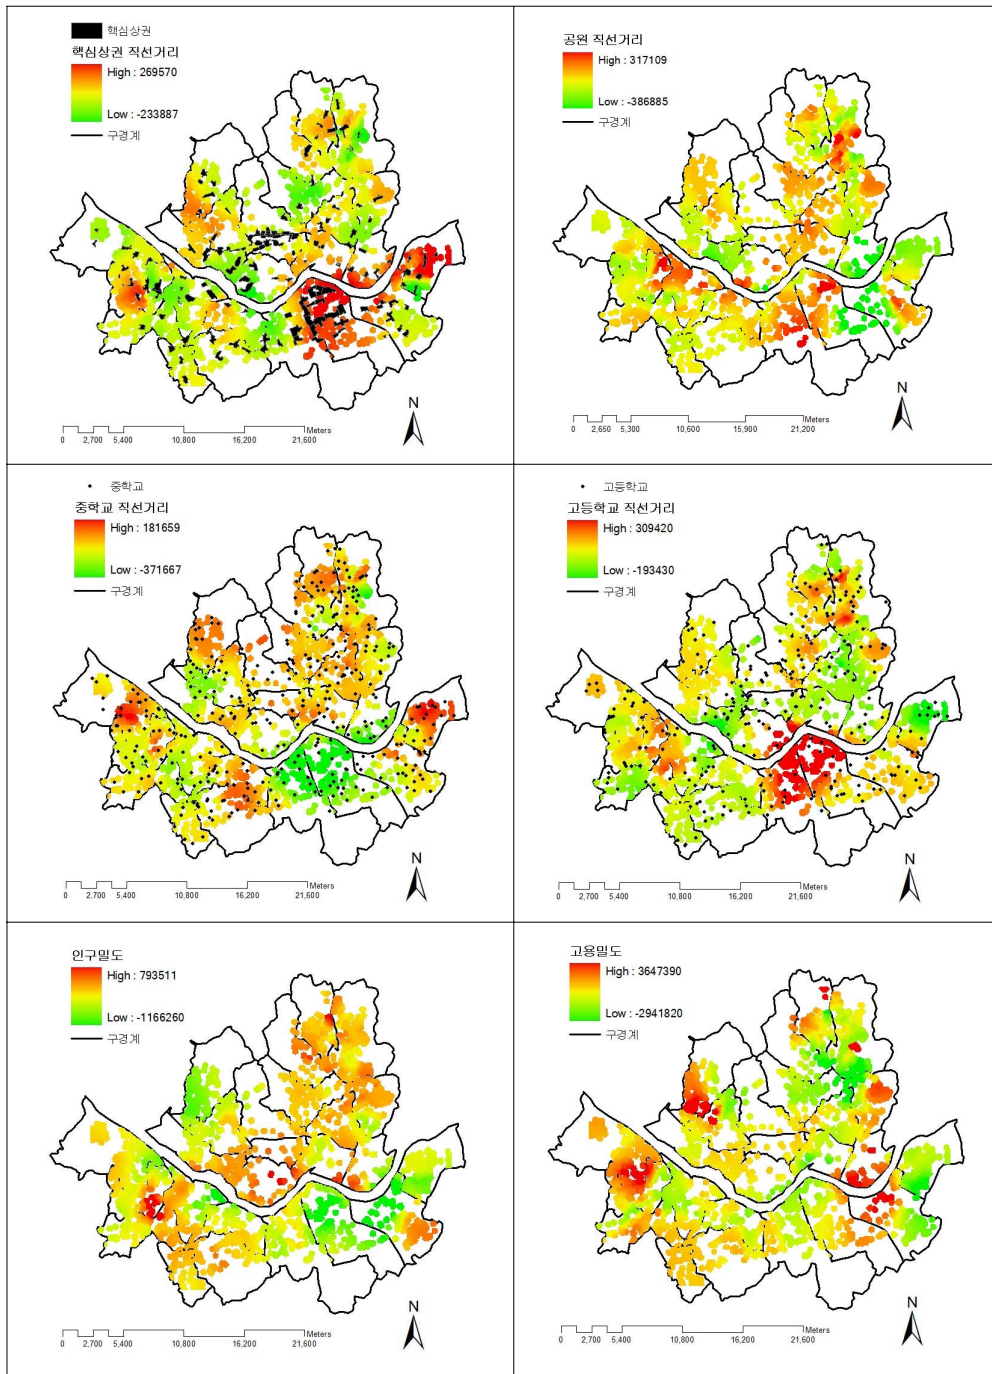 핵심상권
핵심상권 직선거리
High : 269570
Low : -233887
구경계
N
Meters
0 2,700 5,400 10,800 16,200 21,600
공원 직선거리
High : 317109
Low : -386885
구경계
N
Meters
0 2,650 5,300 10,600 15,900 21,200
중학교
중학교 직선거리
High : 181659
Low : -371667
구경계
N
Meters
0 2,700 5,400 10,800 16,200 21,600
고등학교
고등학교 직선거리
High : 309420
Low : -193430
구경계
N
Meters
0 2,700 5,400 10,800 16,200 21,600
인구밀도
High : 793511
Low : -1166260
구경계
N
Meters
0 2,700 5,400 10,800 16,200 21,600
고용밀도
High : 3647390
Low : -2941820
구경계
N
Meters
0 2,700 5,400 10,800 16,200 21,600